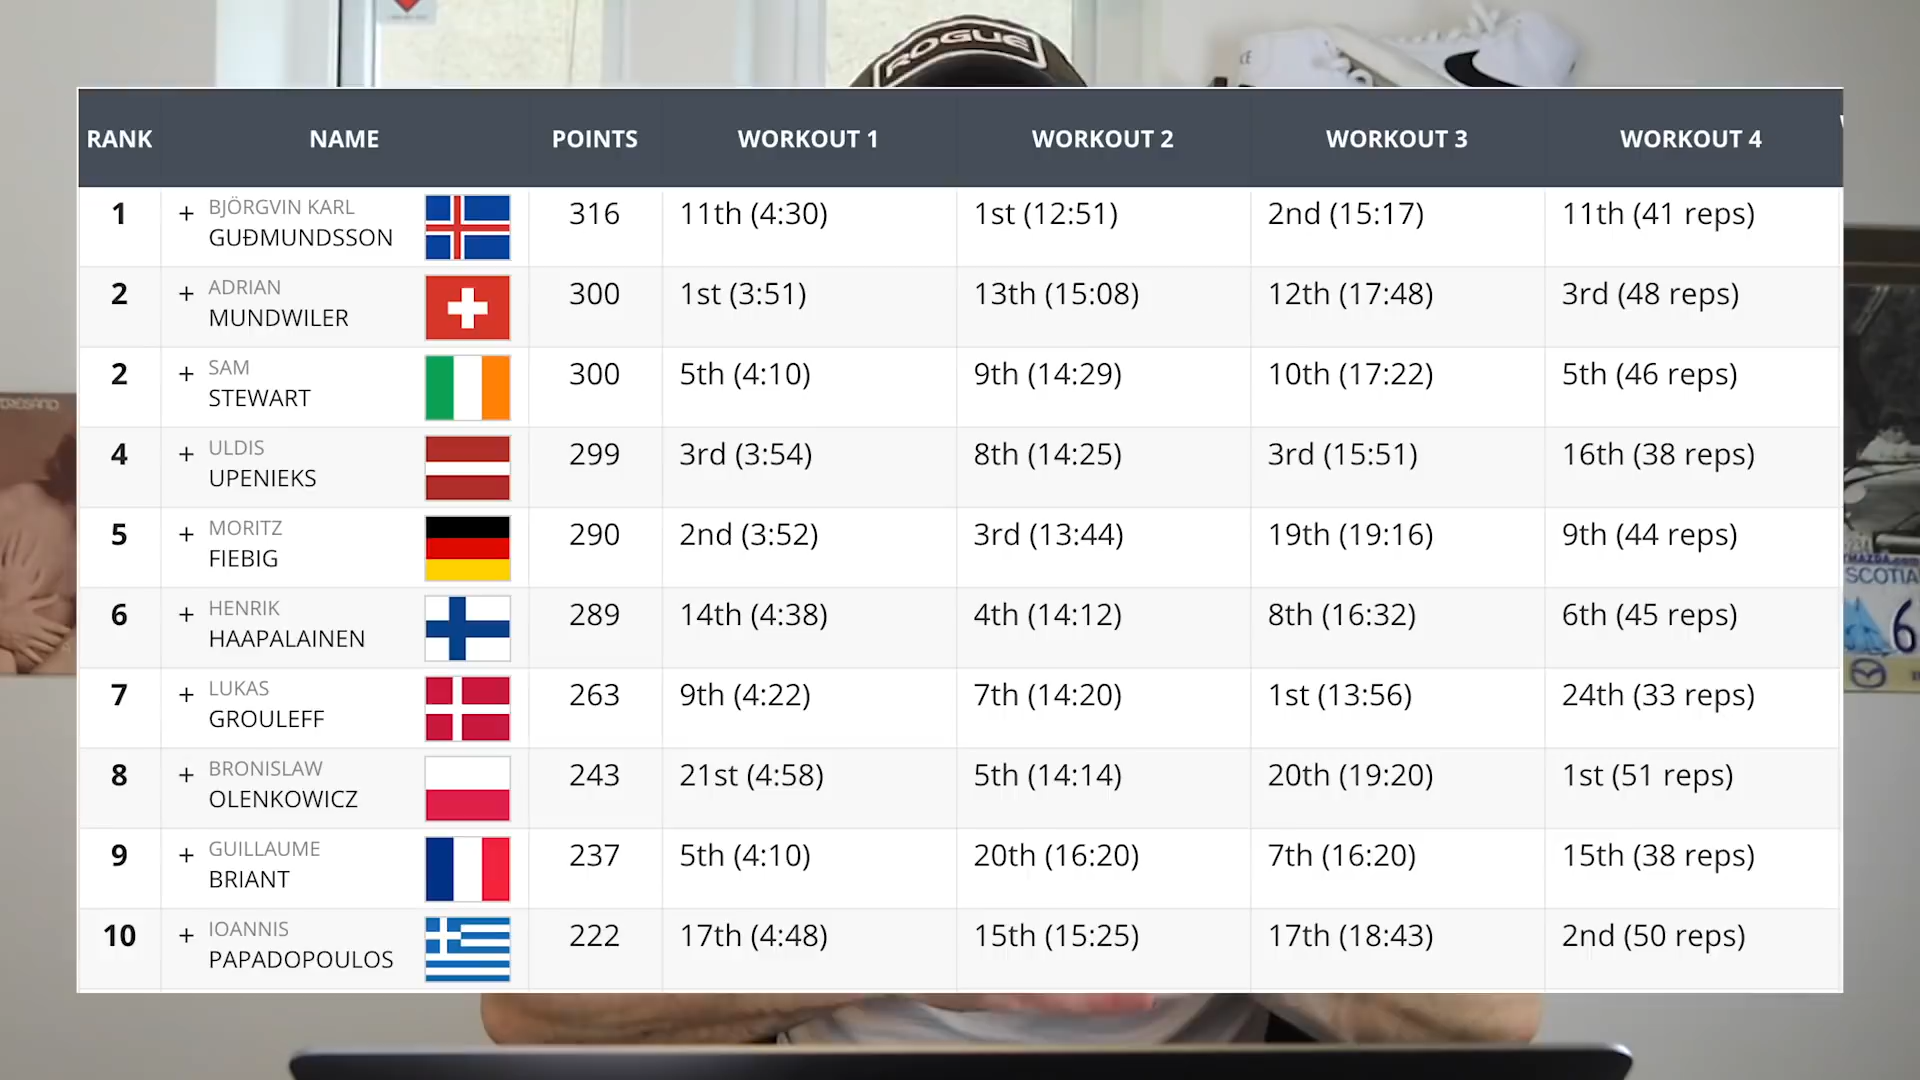 ROGUE
RANK NAME POINTS WORKOUT 1 WORKOUT 2 WORKOUT 3 WORKOUT 4
1 + BJÖRGVIN KARL GUÐMUNDSSON 316 11th (4:30) 1st (12:51) 2nd (15:17) 11th (41 reps)
2 + ADRIAN MUNDWILER 300 1st (3:51) 13th (15:08) 12th (17:48) 3rd (48 reps)
2 + SAM STEWART 300 5th (4:10) 9th (14:29) 10th (17:22) 5th (46 reps)
4 + ULDIS UPENIEKS 299 3rd (3:54) 8th (14:25) 3rd (15:51) 16th (38 reps)
5 + MORITZ FIEBIG 290 2nd (3:52) 3rd (13:44) 19th (19:16) 9th (44 reps)
6 + HENRIK HAAPALAINEN 289 14th (4:38) 4th (14:12) 8th (16:32) 6th (45 reps)
7 + LUKAS GROULEFF 263 9th (4:22) 7th (14:20) 1st (13:56) 24th (33 reps)
8 + BRONISLAW OLENKOWICZ 243 21st (4:58) 5th (14:14) 20th (19:20) 1st (51 reps)
9 + GUILLAUME BRIANT 237 5th (4:10) 20th (16:20) 7th (16:20) 15th (38 reps)
10 + IOANNIS PAPADOPOULOS 222 17th (4:48) 15th (15:25) 17th (18:43) 2nd (50 reps)
SCOTIA
6